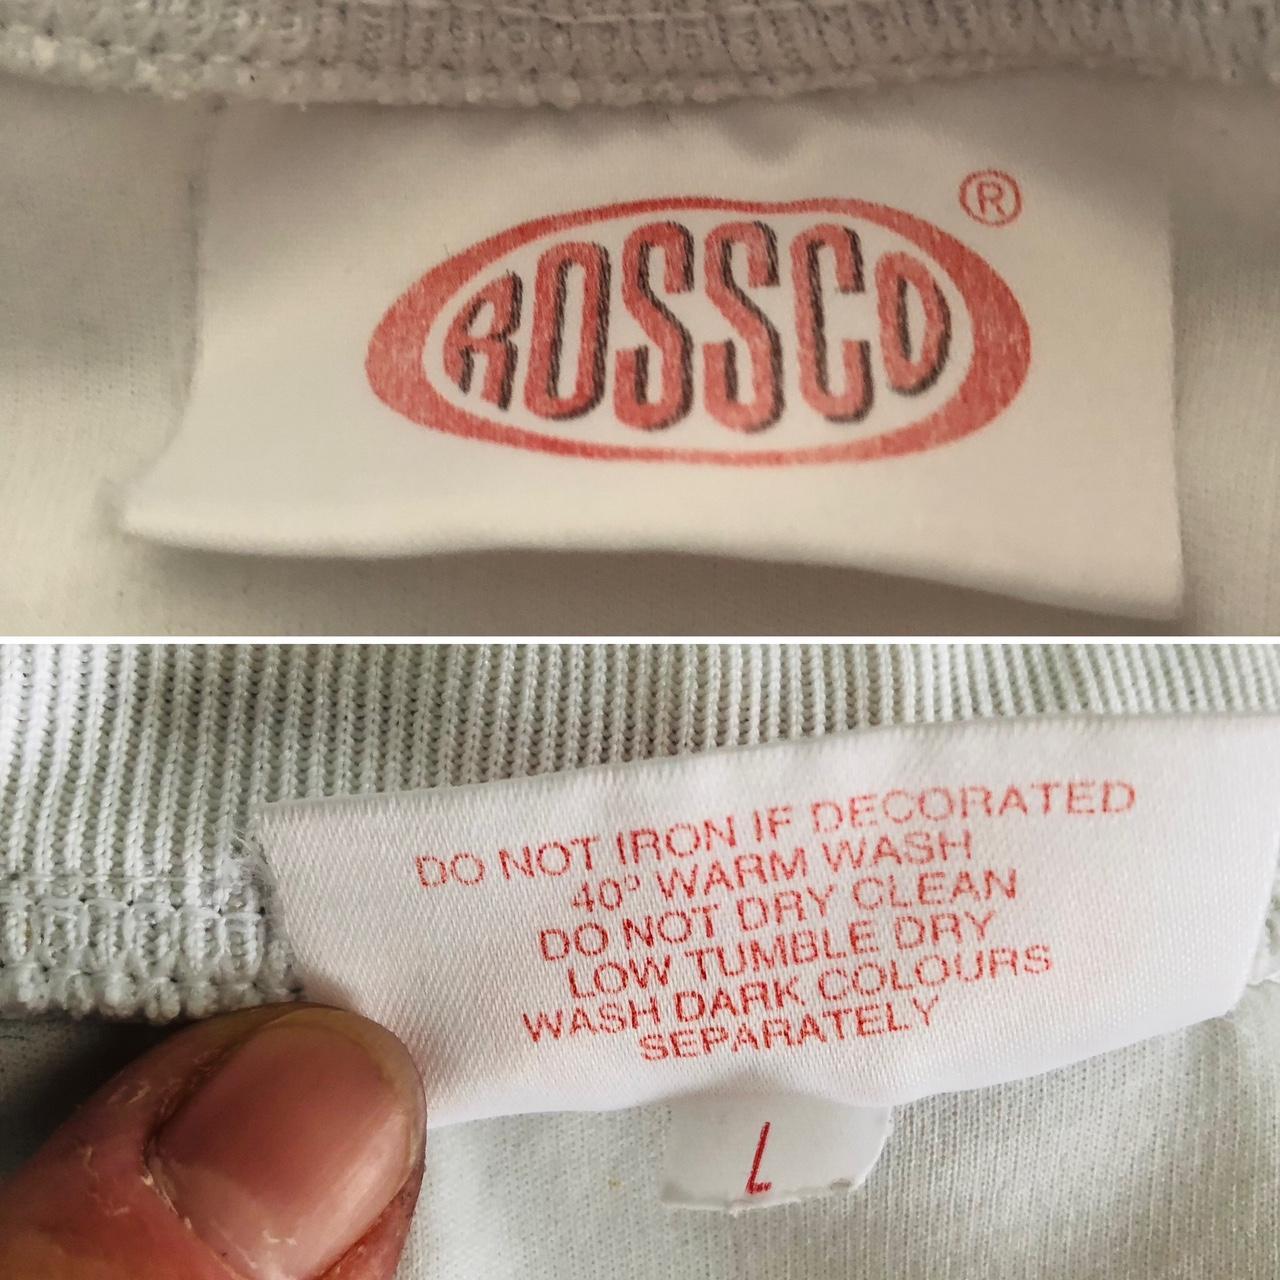 ROSSCO ®
DO NOT IRON IF DECORATED
40° WARM WASH
DO NOT DRY CLEAN
LOW TUMBLE DRY
WASH DARK COLOURS
SEPARATELY
L